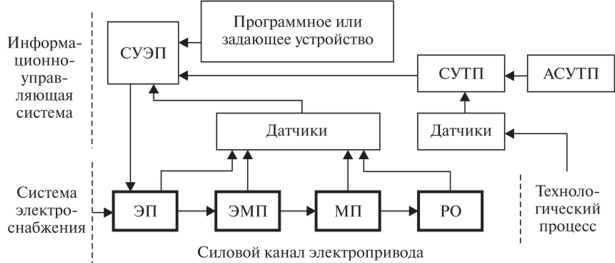 Программное или
задающее устройство
Информа-
ционно-
управ-
ляющая
система
СУЭП
СУТП
АСУТП
Датчики
Датчики
Система
электро-
снабжения
ЭП
ЭМП
МП
РО
Техноло-
гический
процесс
Силовой канал электропривода